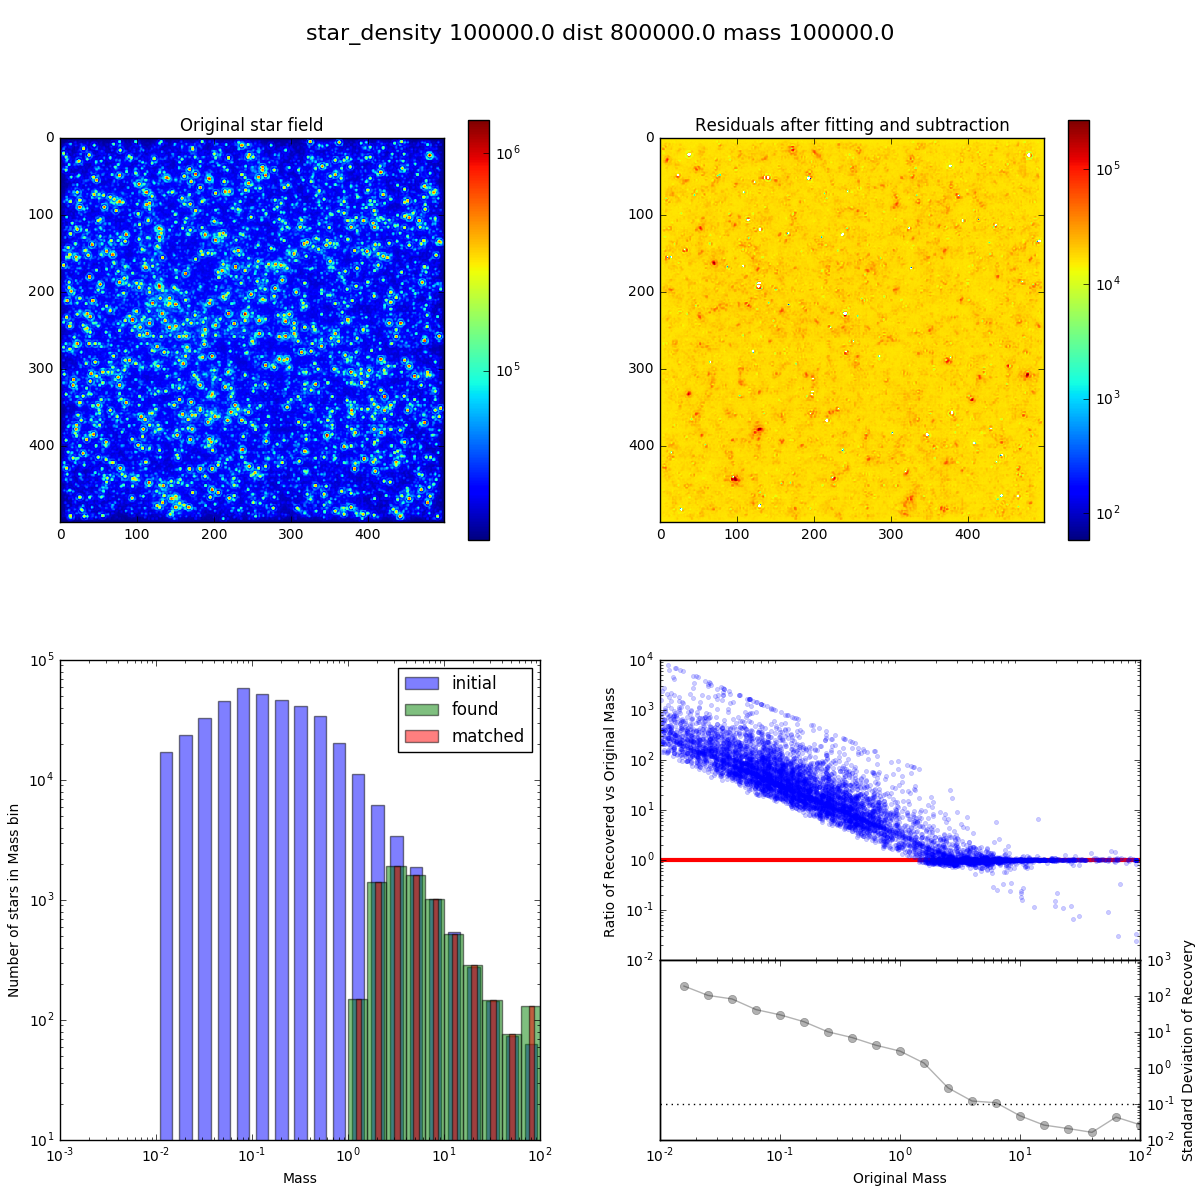 star_density 100000.0 dist 800000.0 mass 100000.0
Original star field
0
100
200
300
400
0 100 200 300 400
10^6
10^5
Residuals after fitting and subtraction
0
100
200
300
400
0 100 200 300 400
10^5
10^4
10^3
10^2
Number of stars in Mass bin
10^5
10^4
10^3
10^2
10^1
initial
found
matched
10^-3 10^-2 10^-1 10^0 10^1 10^2
Mass
Ratio of Recovered vs Original Mass
10^4
10^3
10^2
10^1
10^0
10^-1
10^-2
10^3
10^2
10^1
10^0
10^-1
10^-2
Standard Deviation of Recovery
10^-2 10^-1 10^0 10^1 10^2
Original Mass